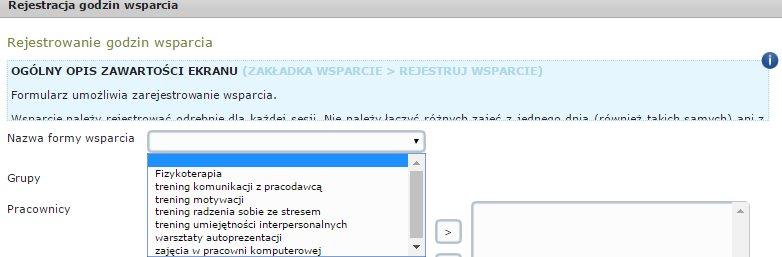 Rejestracja godzin wsparcia
Rejestrowanie godzin wsparcia
OGÓLNY OPIS ZAWARTOŚCI EKRANU (ZAKŁADKA WSPARCIE > REJESTRUJ WSPARCIE)
i
Formularz umożliwia zarejestrowanie wsparcia.
Wsparcie należy rejestrować odrębnie dla każdej sesji. Nie należy łączyć różnych zajęć z jednego dnia (również takich samych) ani z
Nazwa formy wsparcia
Fizykoterapia
Grupy
trening komunikacji z pracodawcą
trening motywacji
Pracownicy
trening radzenia sobie ze stresem
trening umiejętności interpersonalnych
>
warsztaty autoprezentacji
zajęcia w pracowni komputerowej